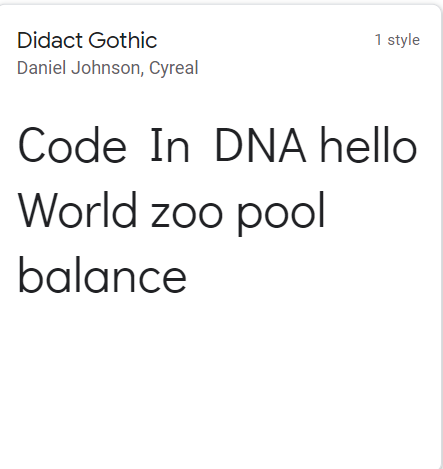 Didact Gothic
1 style
Daniel Johnson, Cyreal
Code In DNA hello
World zoo pool
balance